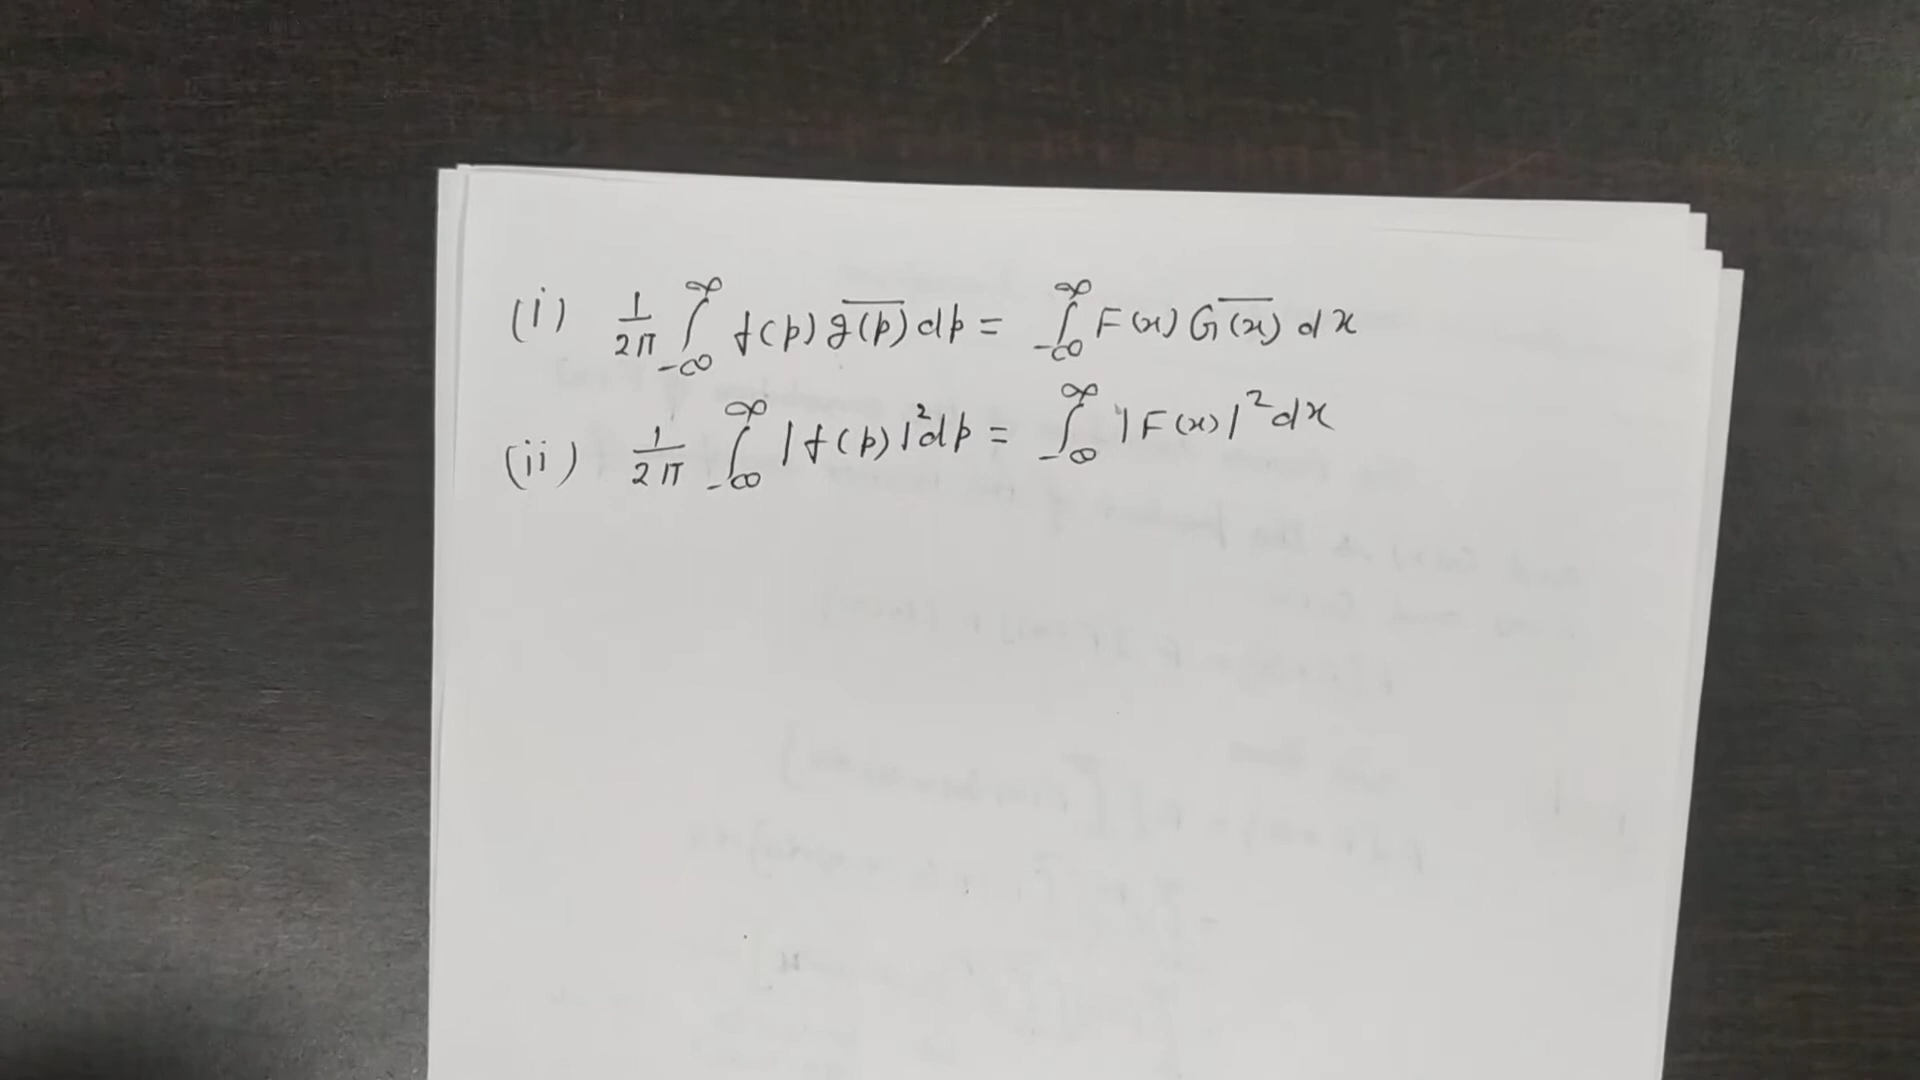 (i) 1/2π ∫_{-∞}^{∞} f(p) \overline{g(p)} dp = ∫_{-∞}^{∞} F(x) \overline{G(x)} dx
(ii) 1/2π ∫_{-∞}^{∞} |f(p)|² dp = ∫_{-∞}^{∞} |F(x)|² dx